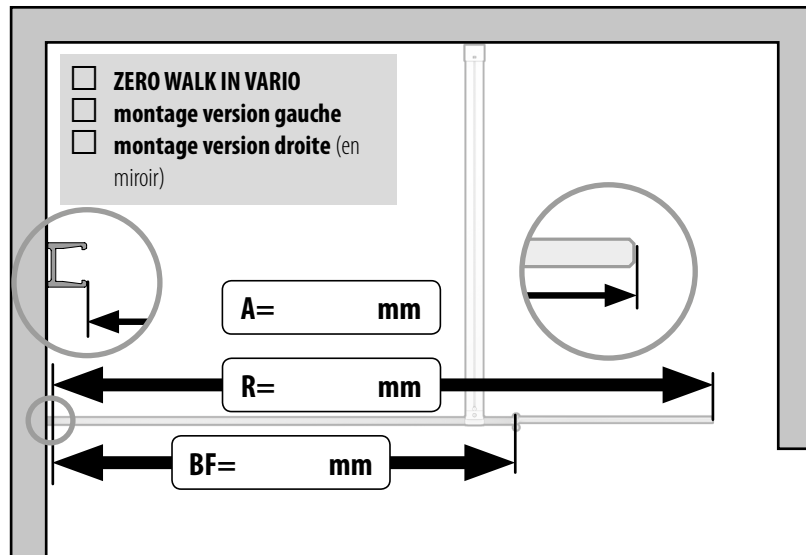 ZERO WALK IN VARIO
montage version gauche
montage version droite (en
miroir)
A= mm
R= mm
BF= mm